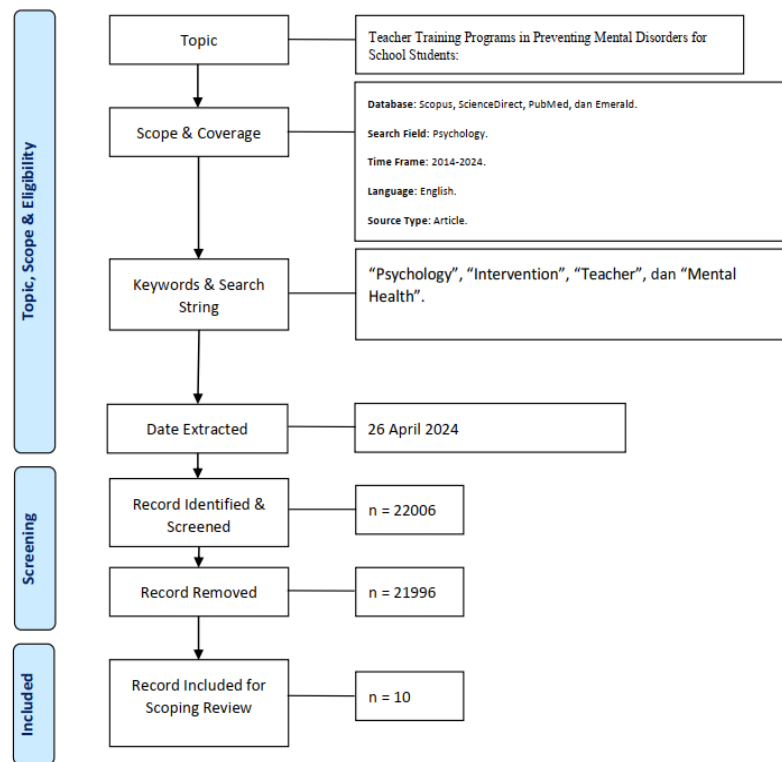 Topic, Scope & Eligibility
Topic
Teacher Training Programs in Preventing Mental Disorders for
School Students:
Scope & Coverage
Database: Scopus, ScienceDirect, PubMed, dan Emerald.
Search Field: Psychology.
Time Frame: 2014-2024.
Language: English.
Source Type: Article.
Keywords & Search
String
“Psychology”, “Intervention”, “Teacher”, dan “Mental
Health”.
Date Extracted
26 April 2024
Screening
Record Identified &
Screened
n = 22006
Record Removed
n = 21996
Included
Record Included for
Scoping Review
n = 10